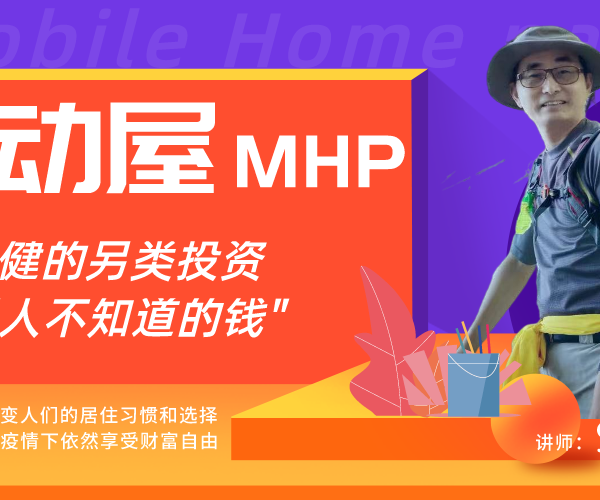 obile Home
动屋 MHP
健的另类投资
人不知道的钱"
变人们的居住习惯和选择
疫情下依然享受财富自由
讲师：